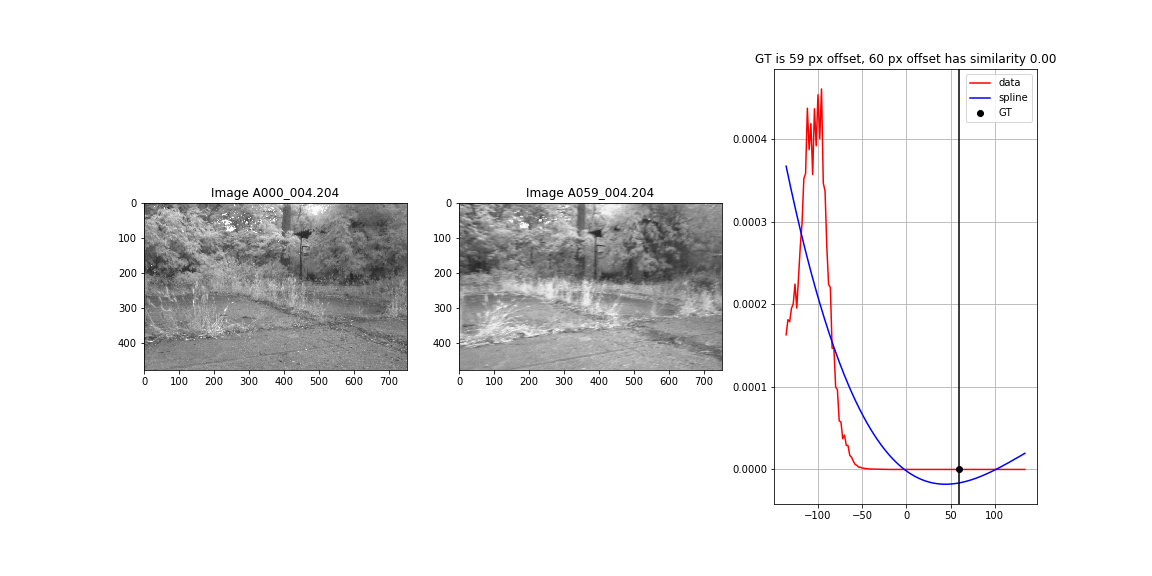 GT is 59 px offset, 60 px offset has similarity 0.00
data
spline
GT
0.0004
0.0003
0.0002
0.0001
0.0000
−100 −50 0 50 100
Image A000_004.204
0
100
200
300
400
0 100 200 300 400 500 600 700
Image A059_004.204
0
100
200
300
400
0 100 200 300 400 500 600 700